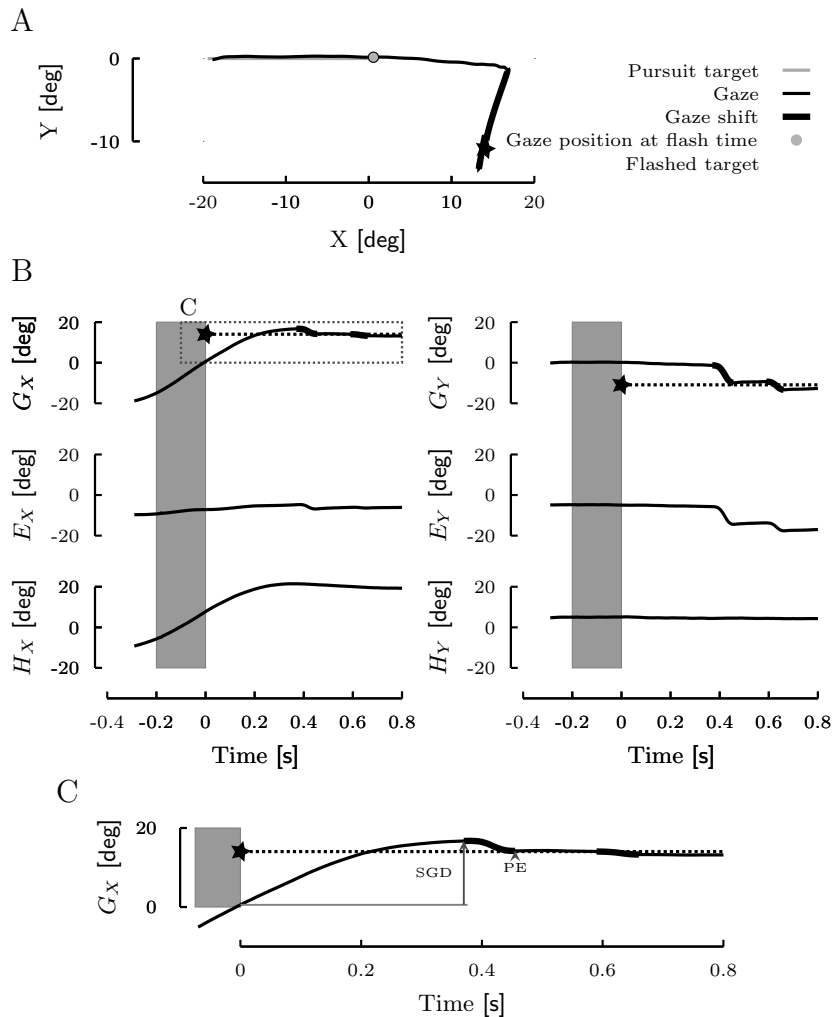 A
Y [deg]
0
-10
-20
-10
0
10
20
X [deg]
Pursuit target
Gaze
Gaze shift
Gaze position at flash time
Flashed target
B
C
G_X [deg]
20
0
-20
E_X [deg]
20
0
-20
H_X [deg]
20
0
-20
-0.4
-0.2
0
0.2
0.4
0.6
0.8
Time [s]
G_Y [deg]
20
0
-20
E_Y [deg]
20
0
-20
H_Y [deg]
20
0
-20
-0.4
-0.2
0
0.2
0.4
0.6
0.8
Time [s]
C
G_X [deg]
20
0
SGD
PE
0
0.2
0.4
0.6
0.8
Time [s]